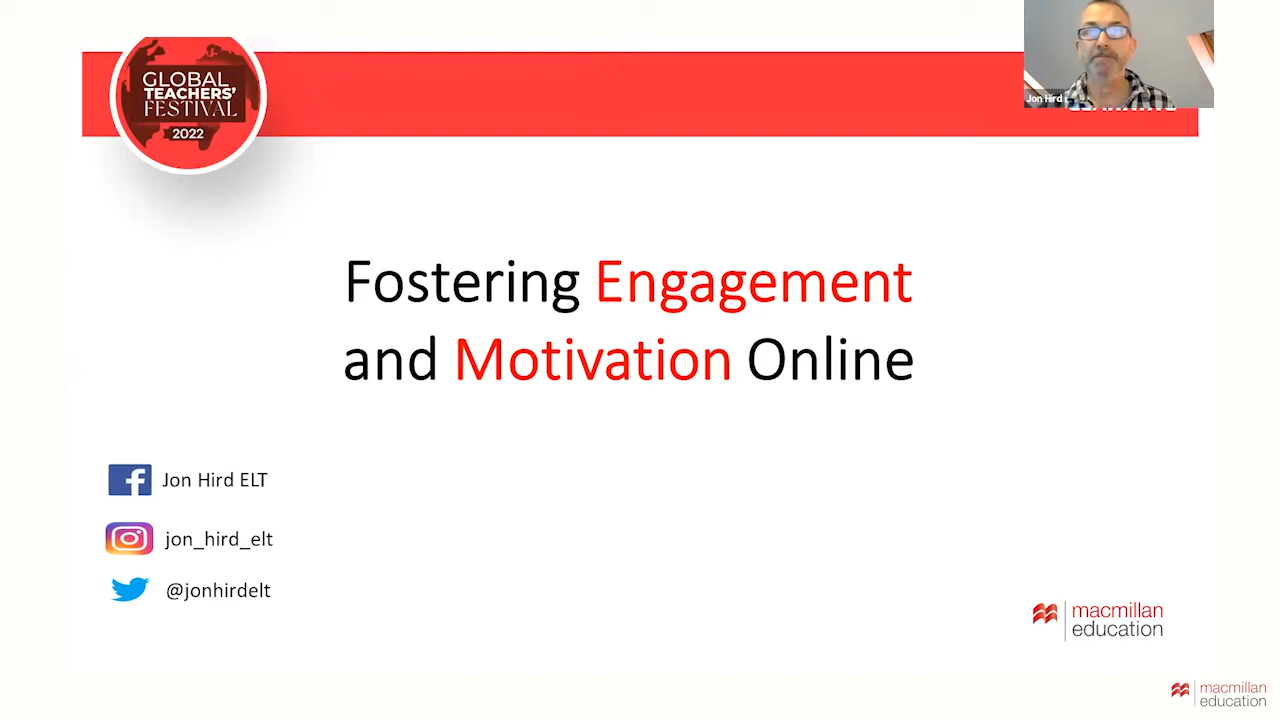 GLOBAL
TEACHERS'
FESTIVAL
2022
Jon Hird
Fostering Engagement
and Motivation Online
Jon Hird ELT
jon_hird_elt
@jonhirdelt
macmillan
education
macmillan
education